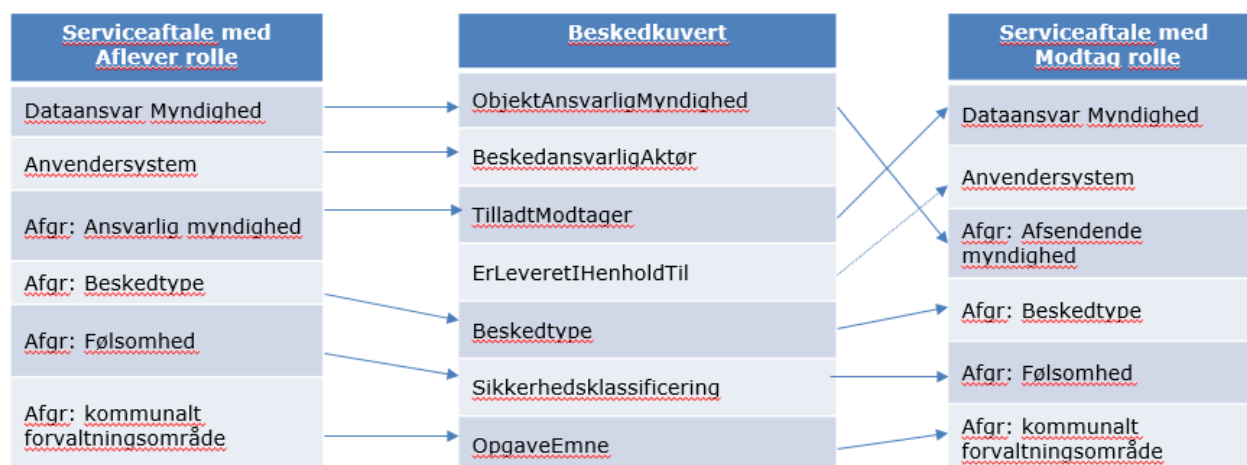 Serviceaftale med
Aflever rolle
Dataansvar Myndighed
Anvendersystem
Afgr: Ansvarlig myndighed
Afgr: Beskedtype
Afgr: Følsomhed
Afgr: kommunalt
forvaltningsområde
Beskedkuvert
ObjektAnsvarligMyndighed
BeskedansvarligAktør
TilladtModtager
ErLeveretIHenholdTil
Beskedtype
Sikkerhedsklassificering
OpgaveEmne
Serviceaftale med
Modtag rolle
Dataansvar Myndighed
Anvendersystem
Afgr: Afsendende
myndighed
Afgr: Beskedtype
Afgr: Følsomhed
Afgr: kommunalt
forvaltningsområde